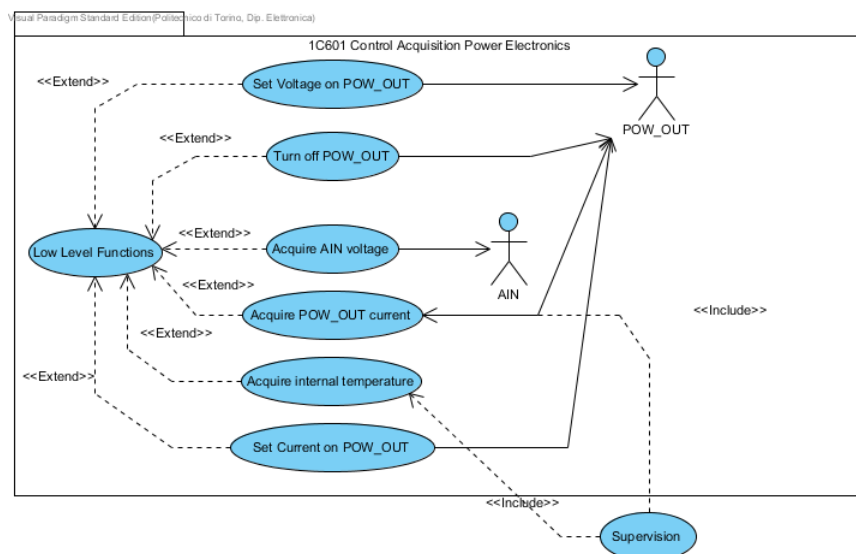 Visual Paradigm Standard Edition(Politecnico di Torino, Dip. Elettronica)
1C601 Control Acquisition Power Electronics
<<Extend>>
Set Voltage on POW_OUT
POW_OUT
<<Extend>>
Turn off POW_OUT
<<Extend>>
Low Level Functions
Acquire AIN voltage
AIN
<<Extend>>
Acquire POW_OUT current
<<Include>>
<<Extend>>
<<Extend>>
Acquire internal temperature
Set Current on POW_OUT
<<Include>>
Supervision